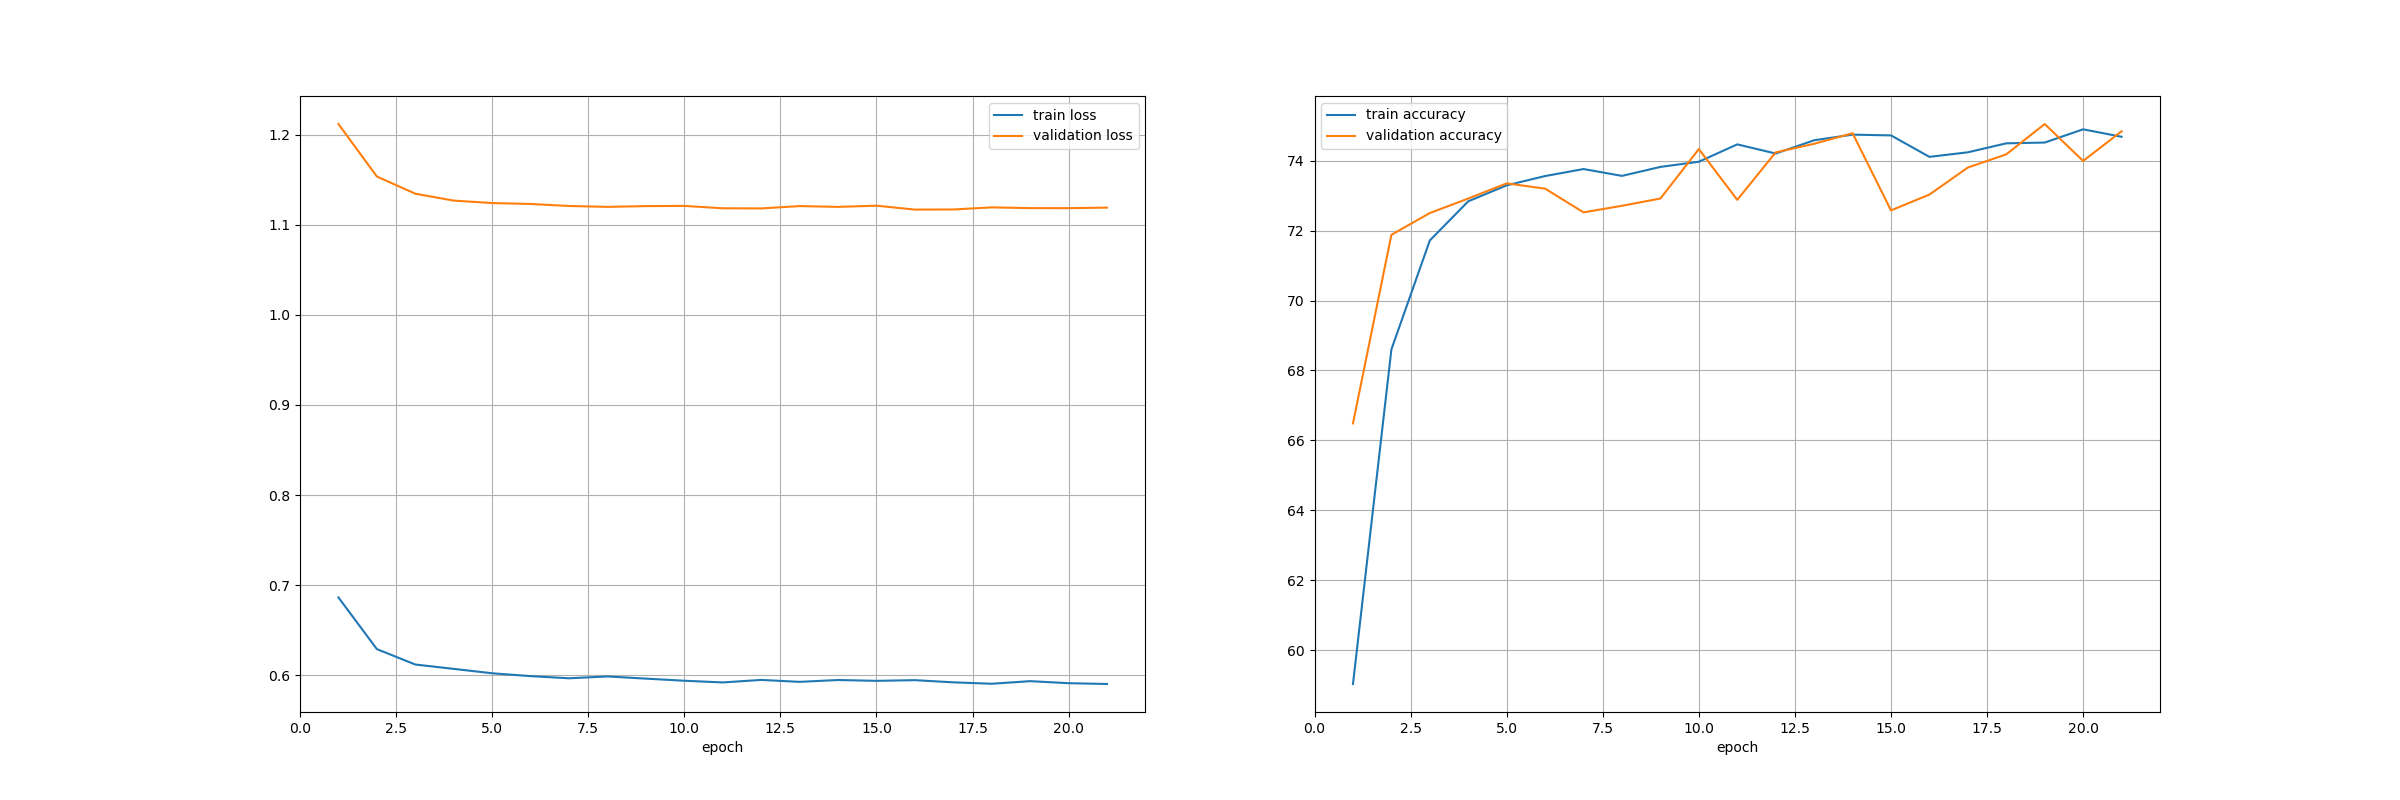 train loss
validation loss
1.2
1.1
1.0
0.9
0.8
0.7
0.6
0.0 2.5 5.0 7.5 10.0 12.5 15.0 17.5 20.0
epoch
train accuracy
validation accuracy
74
72
70
68
66
64
62
60
0.0 2.5 5.0 7.5 10.0 12.5 15.0 17.5 20.0
epoch